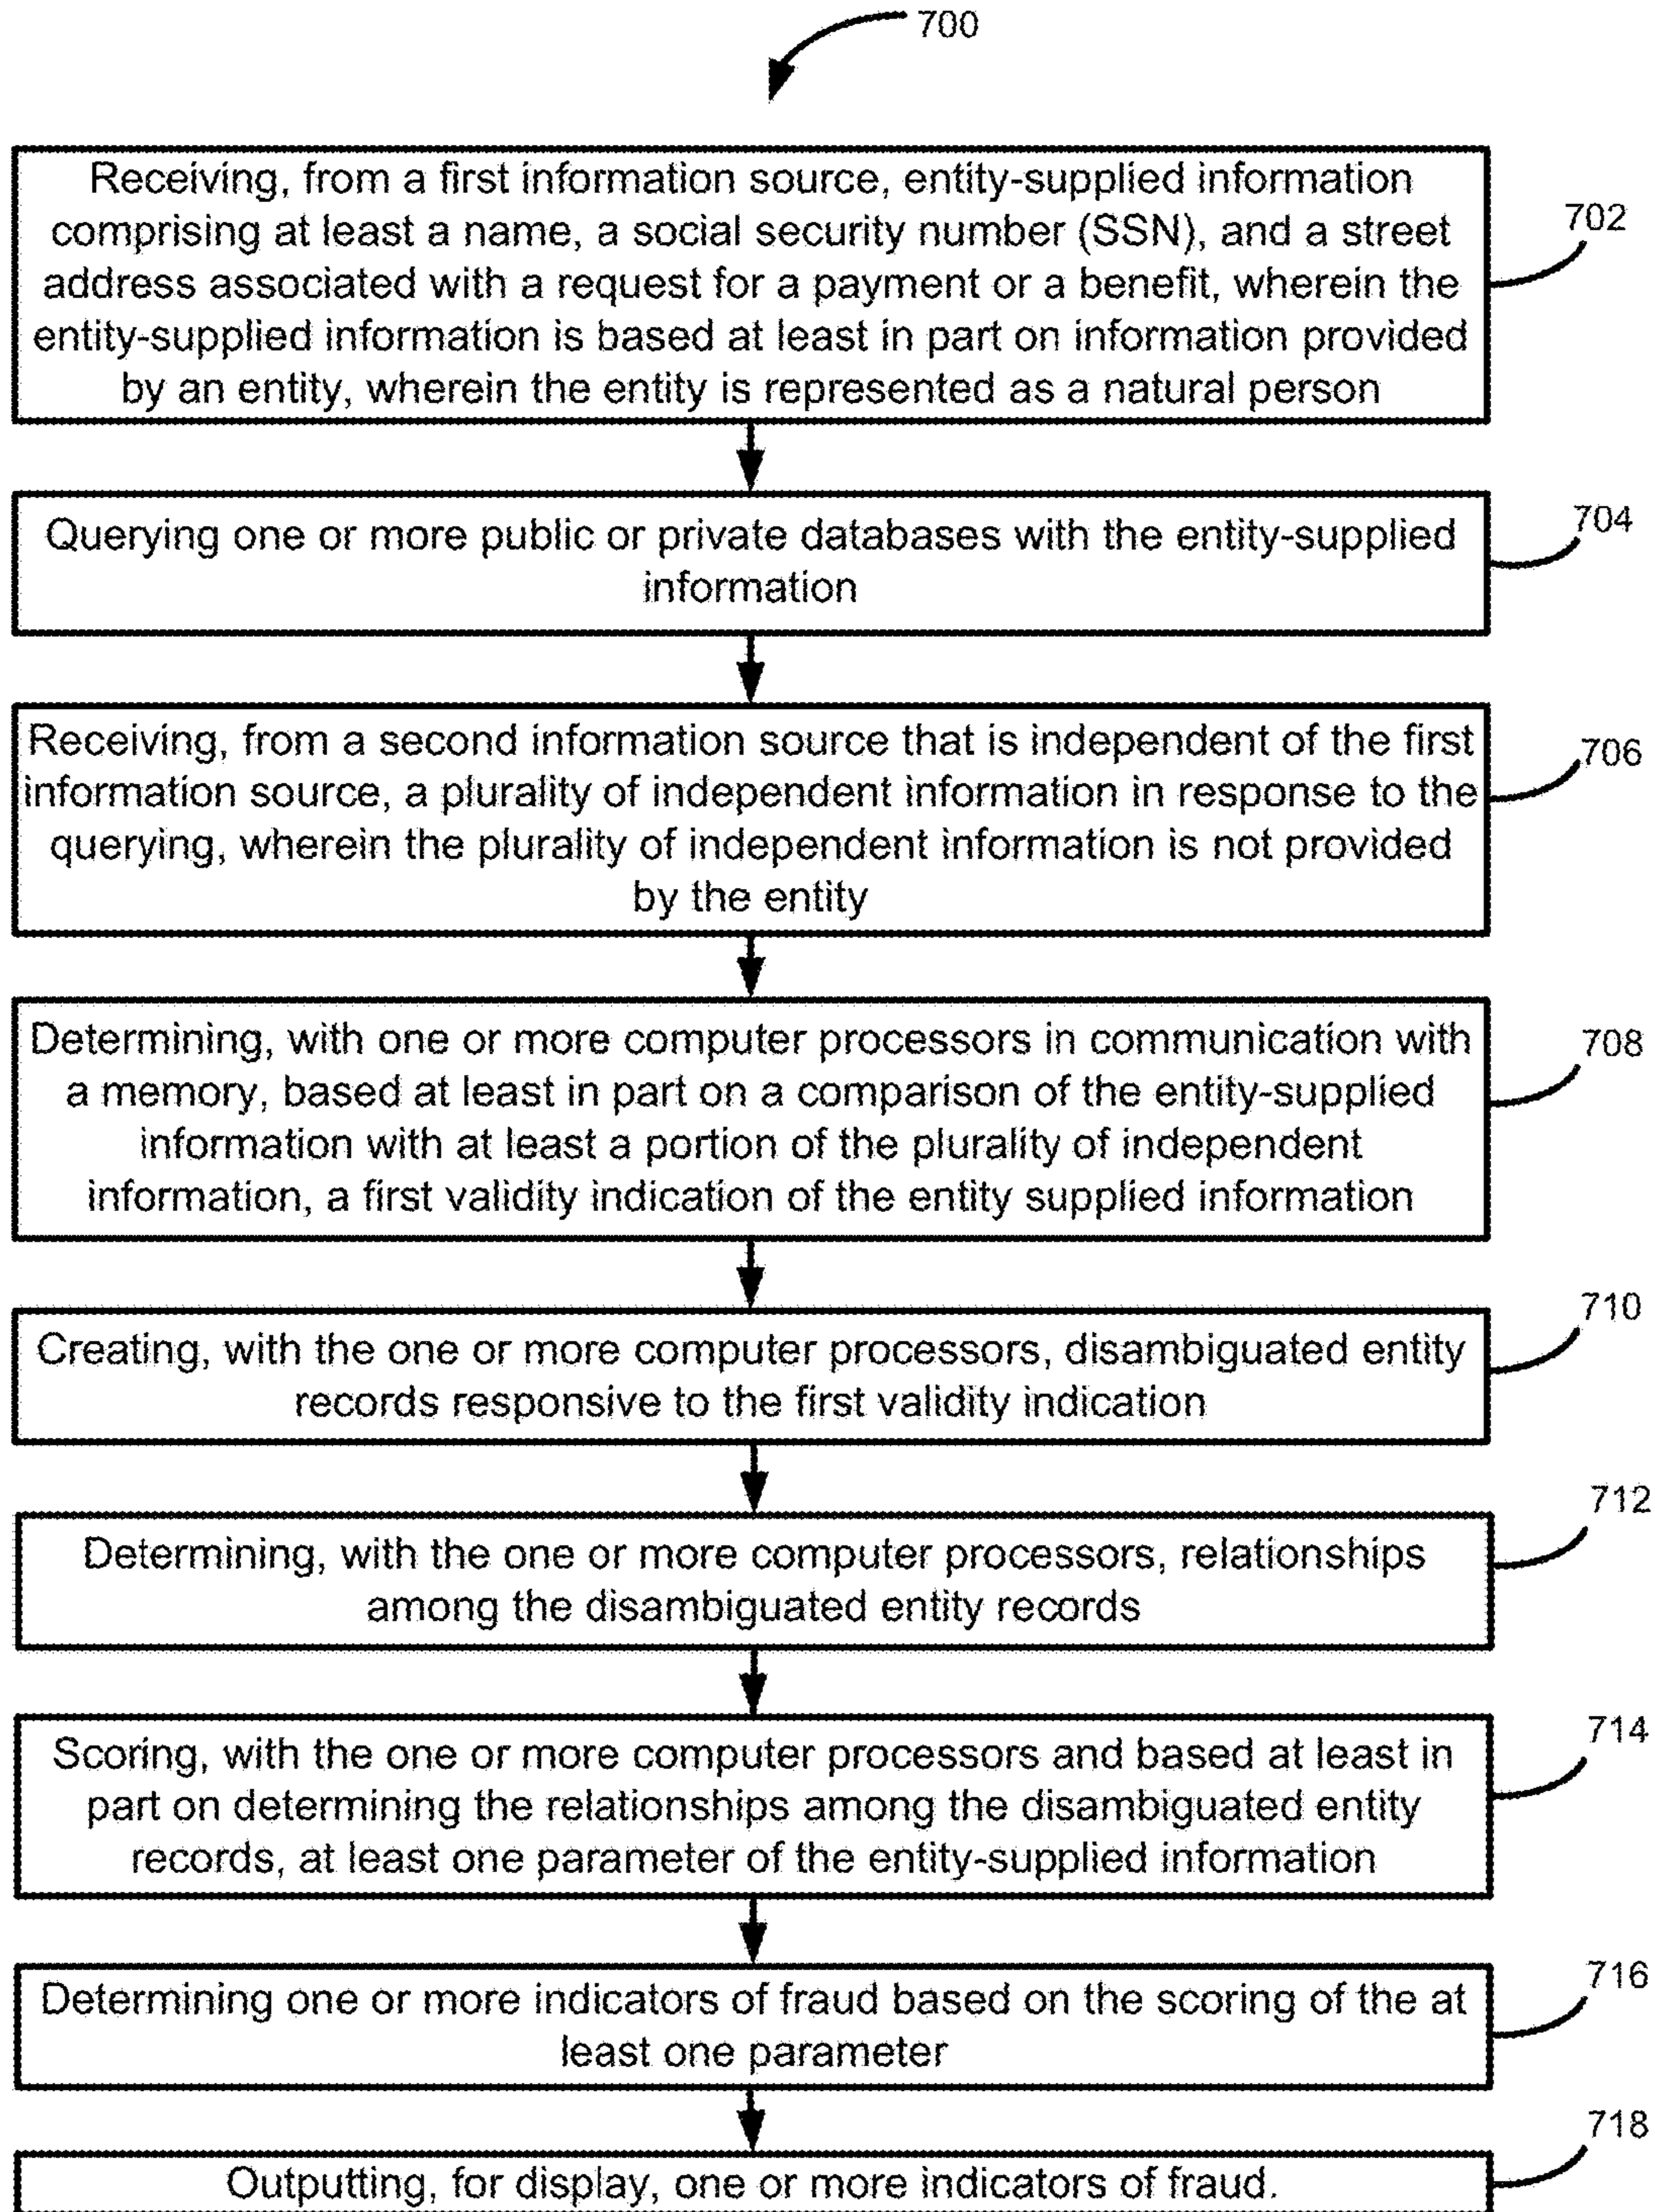 700
Receiving, from a first information source, entity-supplied information
comprising at least a name, a social security number (SSN), and a street
address associated with a request for a payment or a benefit, wherein the
entity-supplied information is based at least in part on information provided
by an entity, wherein the entity is represented as a natural person
702
Querying one or more public or private databases with the entity-supplied
information
704
Receiving, from a second information source that is independent of the first
information source, a plurality of independent information in response to the
querying, wherein the plurality of independent information is not provided
by the entity
706
Determining, with one or more computer processors in communication with
a memory, based at least in part on a comparison of the entity-supplied
information with at least a portion of the plurality of independent
information, a first validity indication of the entity supplied information
708
Creating, with the one or more computer processors, disambiguated entity
records responsive to the first validity indication
710
Determining, with the one or more computer processors, relationships
among the disambiguated entity records
712
Scoring, with the one or more computer processors and based at least in
part on determining the relationships among the disambiguated entity
records, at least one parameter of the entity-supplied information
714
Determining one or more indicators of fraud based on the scoring of the at
least one parameter
716
Outputting, for display, one or more indicators of fraud.
718